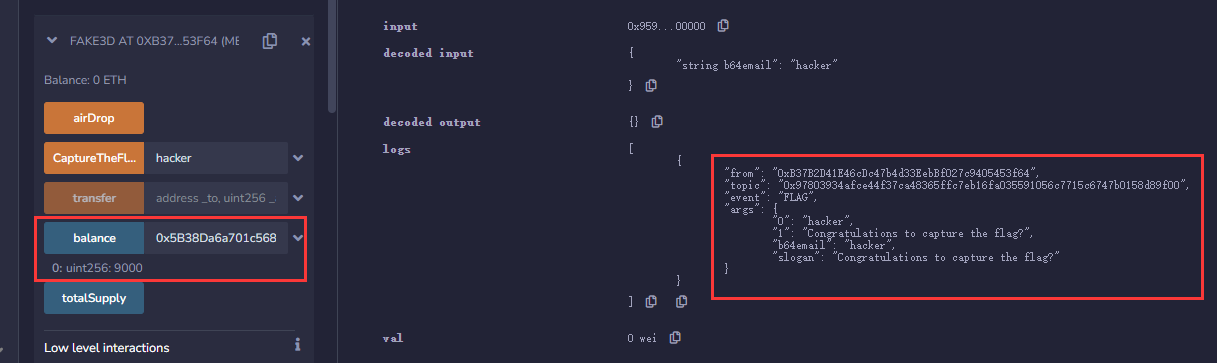 FAKE3D AT 0XB37...53F64 (ME
Balance: 0 ETH
airDrop
CaptureTheFl... hacker
transfer address _to, uint256 _
balance 0x5B38Da6a701c568
0: uint256: 9000
totalSupply
Low level interactions
input 0x959...00000
decoded input {
"string b64email": "hacker"
}
decoded output {}
logs [
{
"from": "0xB37B2D41E46cDc47b4d33EebBf027c9405453f64",
"topic": "0x97803934afce44f37ca48365ffc7eb16fa035591056c7715c6747b0158d89f00",
"event": "FLAG",
"args": {
"0": "hacker",
"1": "Congratulations to capture the flag?",
"b64email": "hacker",
"slogan": "Congratulations to capture the flag?"
}
}
]
val 0 wei